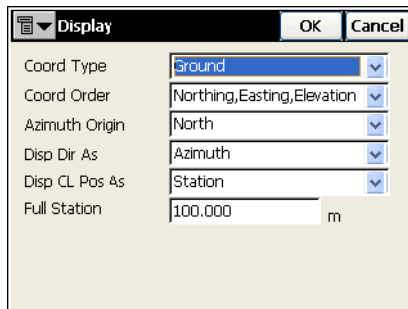 Display OK Cancel
Coord Type Ground
Coord Order Northing,Easting,Elevation
Azimuth Origin North
Disp Dir As Azimuth
Disp CL Pos As Station
Full Station 100.000 m